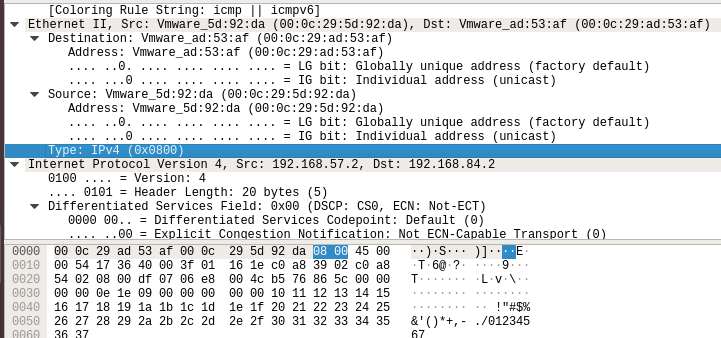 [Coloring Rule String: icmp || icmpv6]
Ethernet II, Src: Vmware_5d:92:da (00:0c:29:5d:92:da), Dst: Vmware_ad:53:af (00:0c:29:ad:53:af)
Destination: Vmware_ad:53:af (00:0c:29:ad:53:af)
Address: Vmware_ad:53:af (00:0c:29:ad:53:af)
.... ..0. .... .... .... .... = LG bit: Globally unique address (factory default)
.... ...0 .... .... .... .... = IG bit: Individual address (unicast)
Source: Vmware_5d:92:da (00:0c:29:5d:92:da)
Address: Vmware_5d:92:da (00:0c:29:5d:92:da)
.... ..0. .... .... .... .... = LG bit: Globally unique address (factory default)
.... ...0 .... .... .... .... = IG bit: Individual address (unicast)
Type: IPv4 (0x0800)
Internet Protocol Version 4, Src: 192.168.57.2, Dst: 192.168.84.2
0100 .... = Version: 4
.... 0101 = Header Length: 20 bytes (5)
Differentiated Services Field: 0x00 (DSCP: CS0, ECN: Not-ECT)
0000 00.. = Differentiated Services Codepoint: Default (0)
.... ..00 = Explicit Congestion Notification: Not ECN-Capable Transport (0)
0000 00 0c 29 ad 53 af 00 0c 29 5d 92 da 08 00 45 00 ··)·S··· )]····E·
0010 00 54 17 36 40 00 3f 01 16 1e c0 a8 39 02 c0 a8 ·T·6@·?· ····9···
0020 54 02 08 00 df 07 06 e8 00 4c b5 76 86 5c 00 00 T······· ·L·v·\··
0030 00 00 0e 1e 09 00 00 00 00 00 10 11 12 13 14 15 ········ ········
0040 16 17 18 19 1a 1b 1c 1d 1e 1f 20 21 22 23 24 25 ········ ·· !"#$%
0050 26 27 28 29 2a 2b 2c 2d 2e 2f 30 31 32 33 34 35 &'()*+,- ./012345
0060 36 37 67